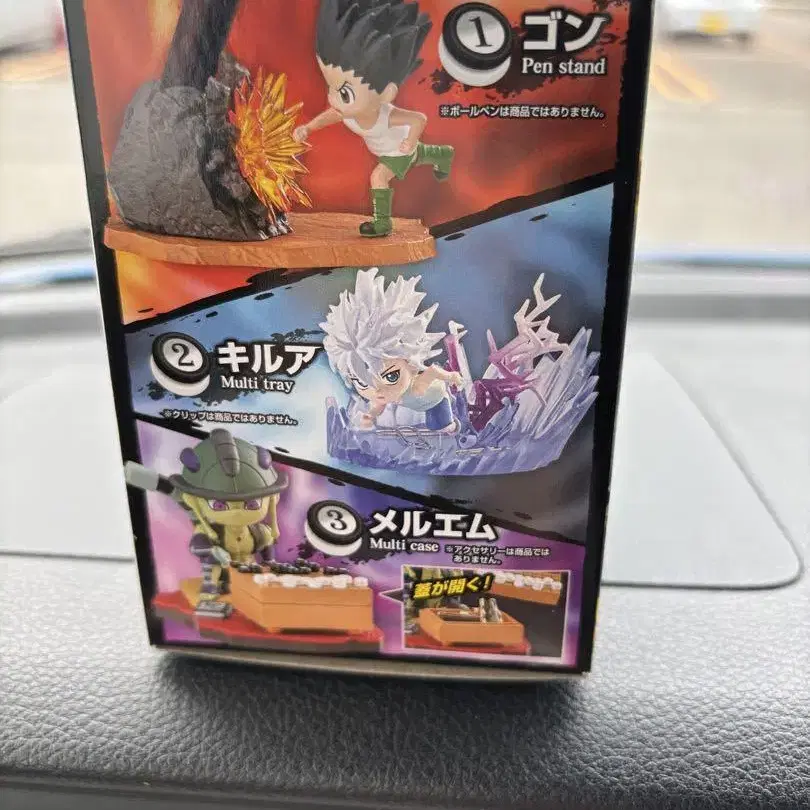 1 ゴン
Pen stand
※ボールペンは商品ではありません。
2 キルア
Multi tray
※クリップは商品ではありません。
3 メルエム
Multi case ※アクセサリーは商品では
ありません。
蓋が開く!